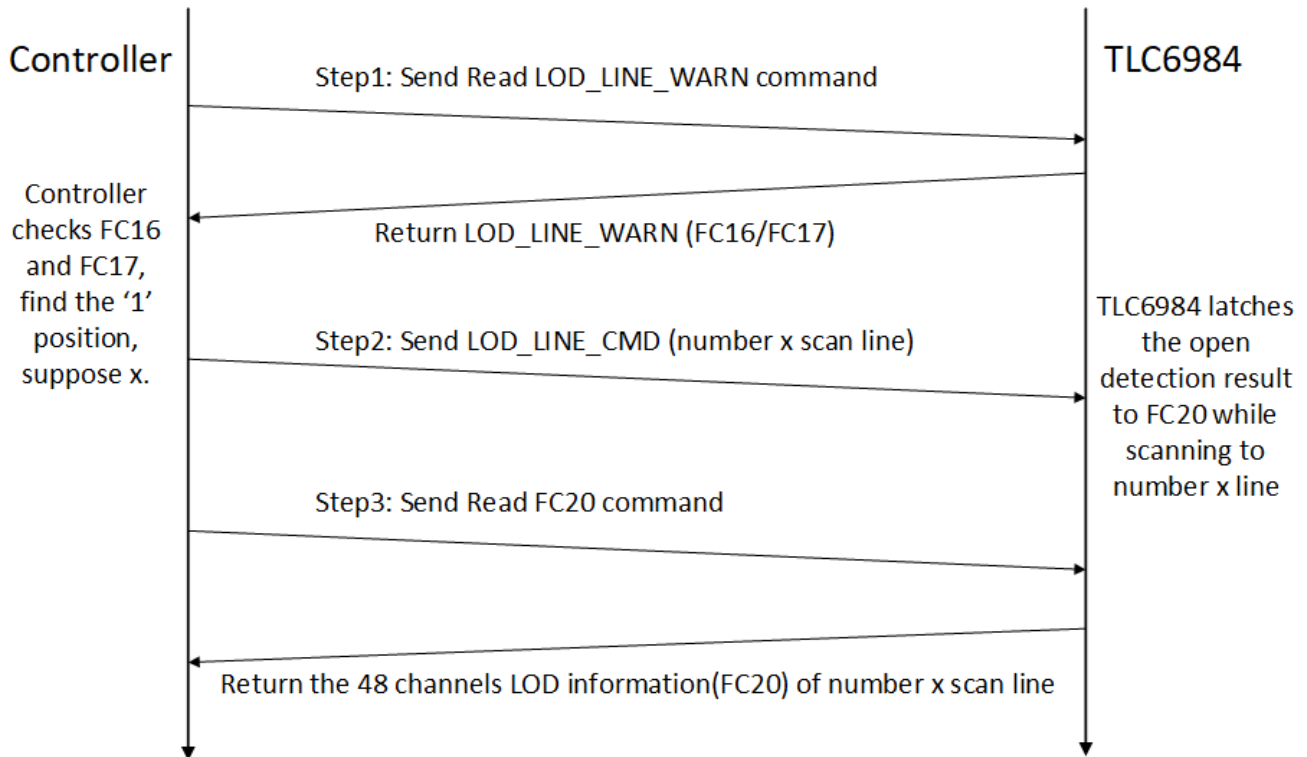 Controller
TLC6984
Step1: Send Read LOD_LINE_WARN command
Return LOD_LINE_WARN (FC16/FC17)
Controller
checks FC16
and FC17,
find the ‘1’
position,
suppose x.
Step2: Send LOD_LINE_CMD (number x scan line)
TLC6984 latches
the open
detection result
to FC20 while
scanning to
number x line
Step3: Send Read FC20 command
Return the 48 channels LOD information(FC20) of number x scan line